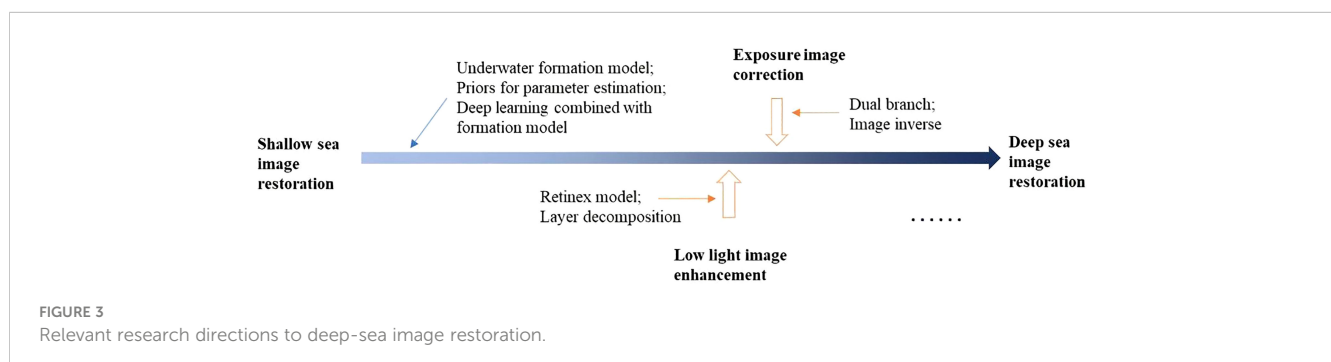 Underwater formation model;
Priors for parameter estimation;
Deep learning combined with
formation model
Exposure image
correction
Dual branch;
Image inverse
Shallow sea
image
restoration
Deep sea
image
restoration
Retinex model;
Layer decomposition
......
Low light image
enhancement
FIGURE 3
Relevant research directions to deep-sea image restoration.